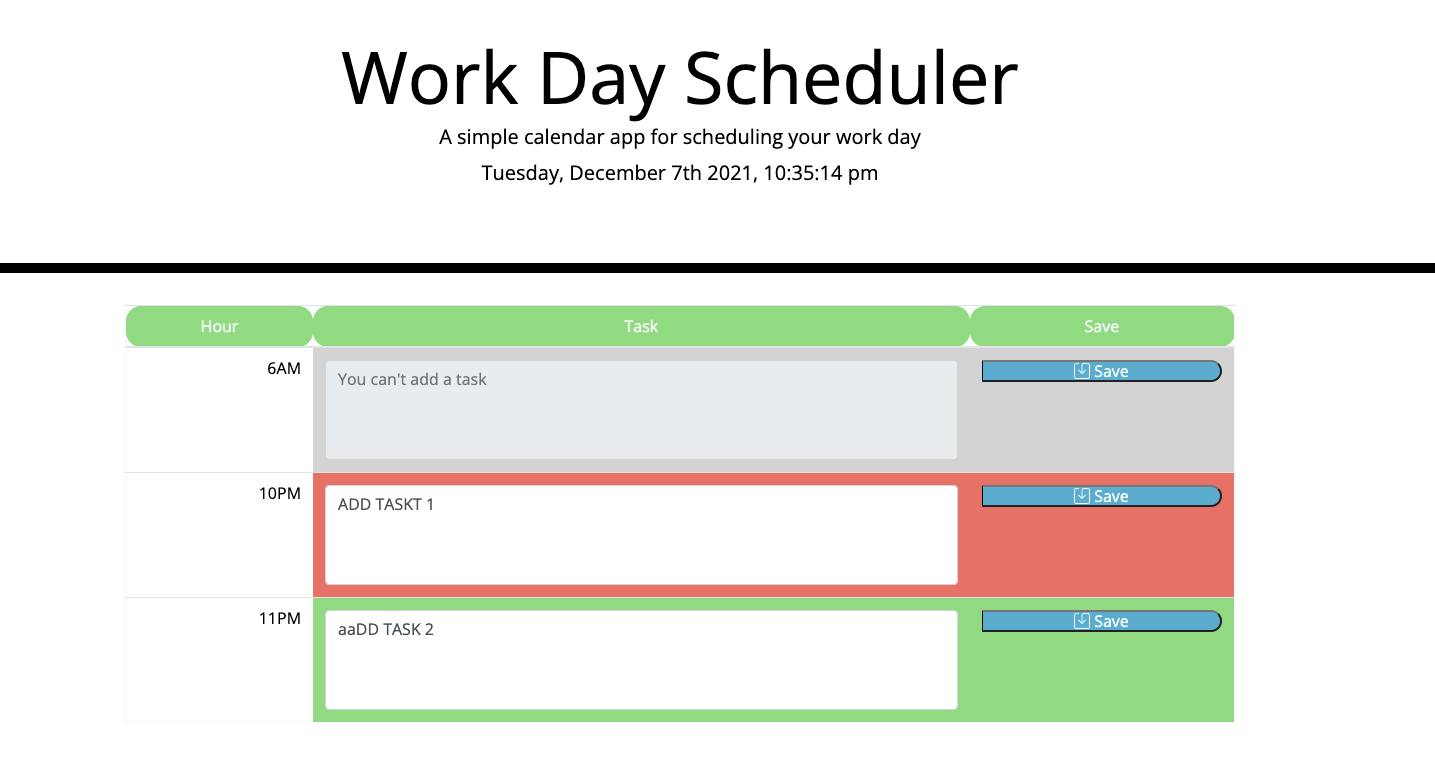 Work Day Scheduler
A simple calendar app for scheduling your work day
Tuesday, December 7th 2021, 10:35:14 pm
Hour Task Save
6AM You can't add a task Save
10PM ADD TASKT 1 Save
11PM aaDD TASK 2 Save